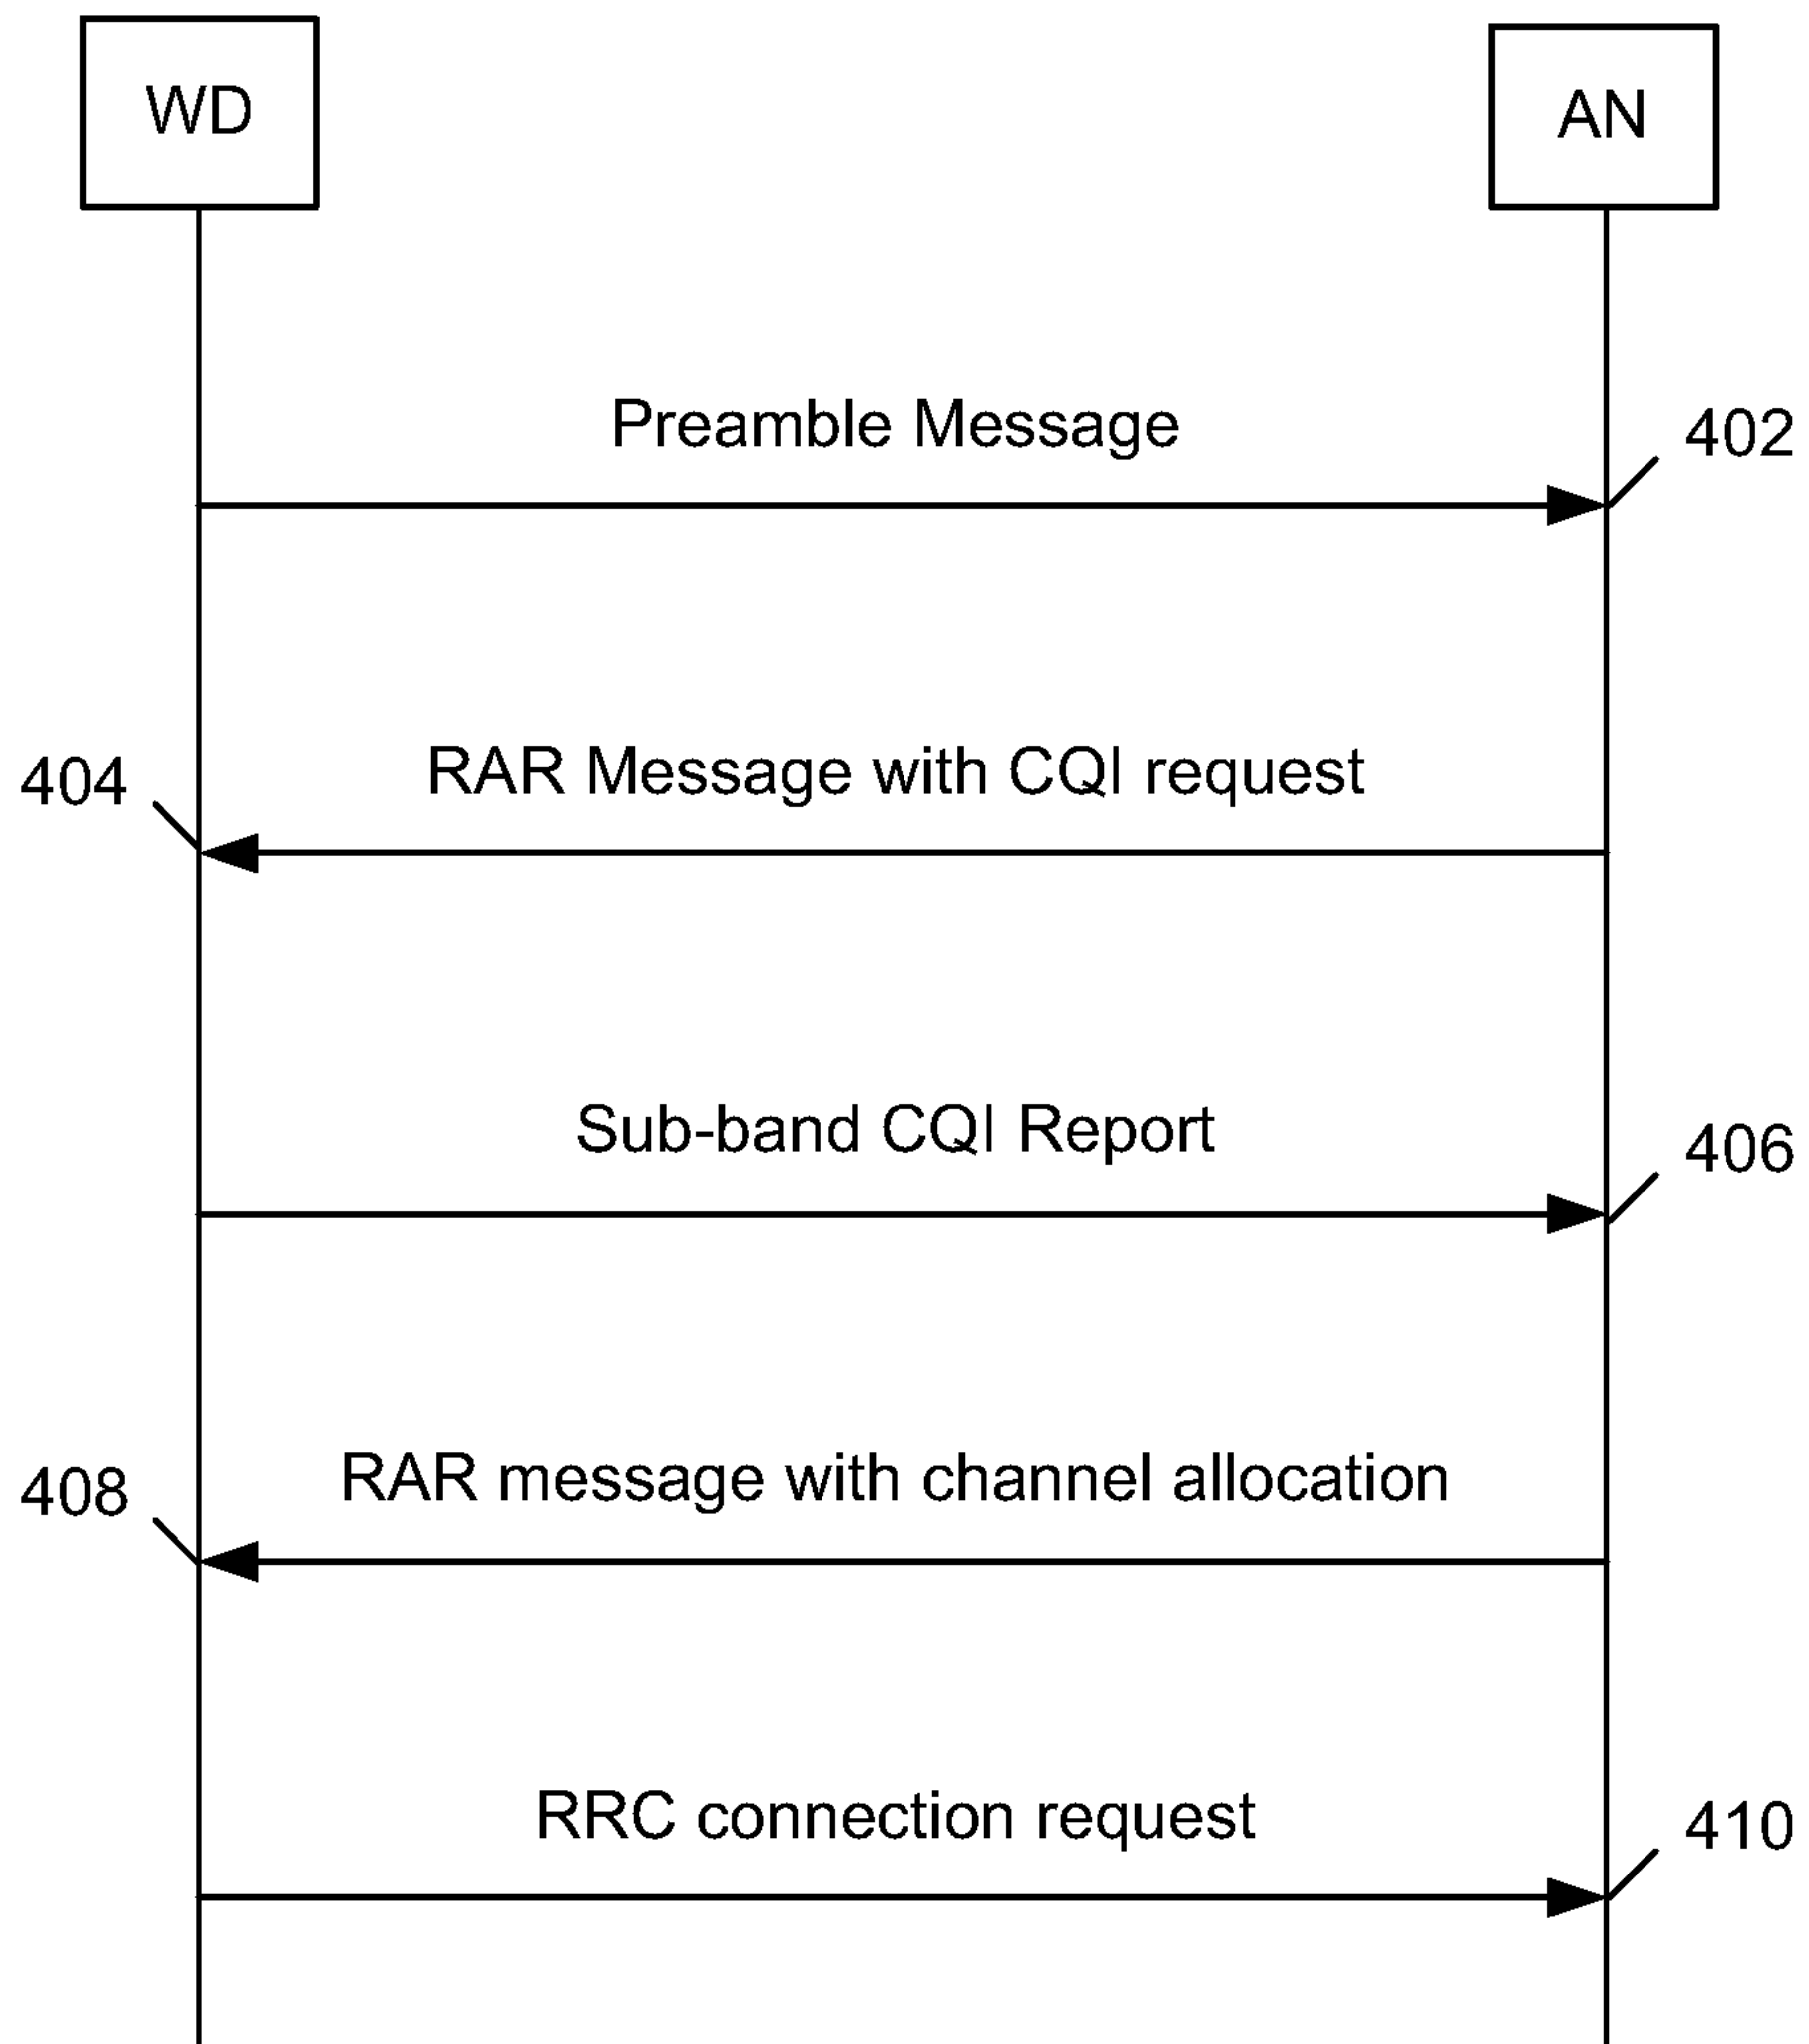 WD
AN
Preamble Message
402
RAR Message with CQI request
404
Sub-band CQI Report
406
RAR message with channel allocation
408
RRC connection request
410